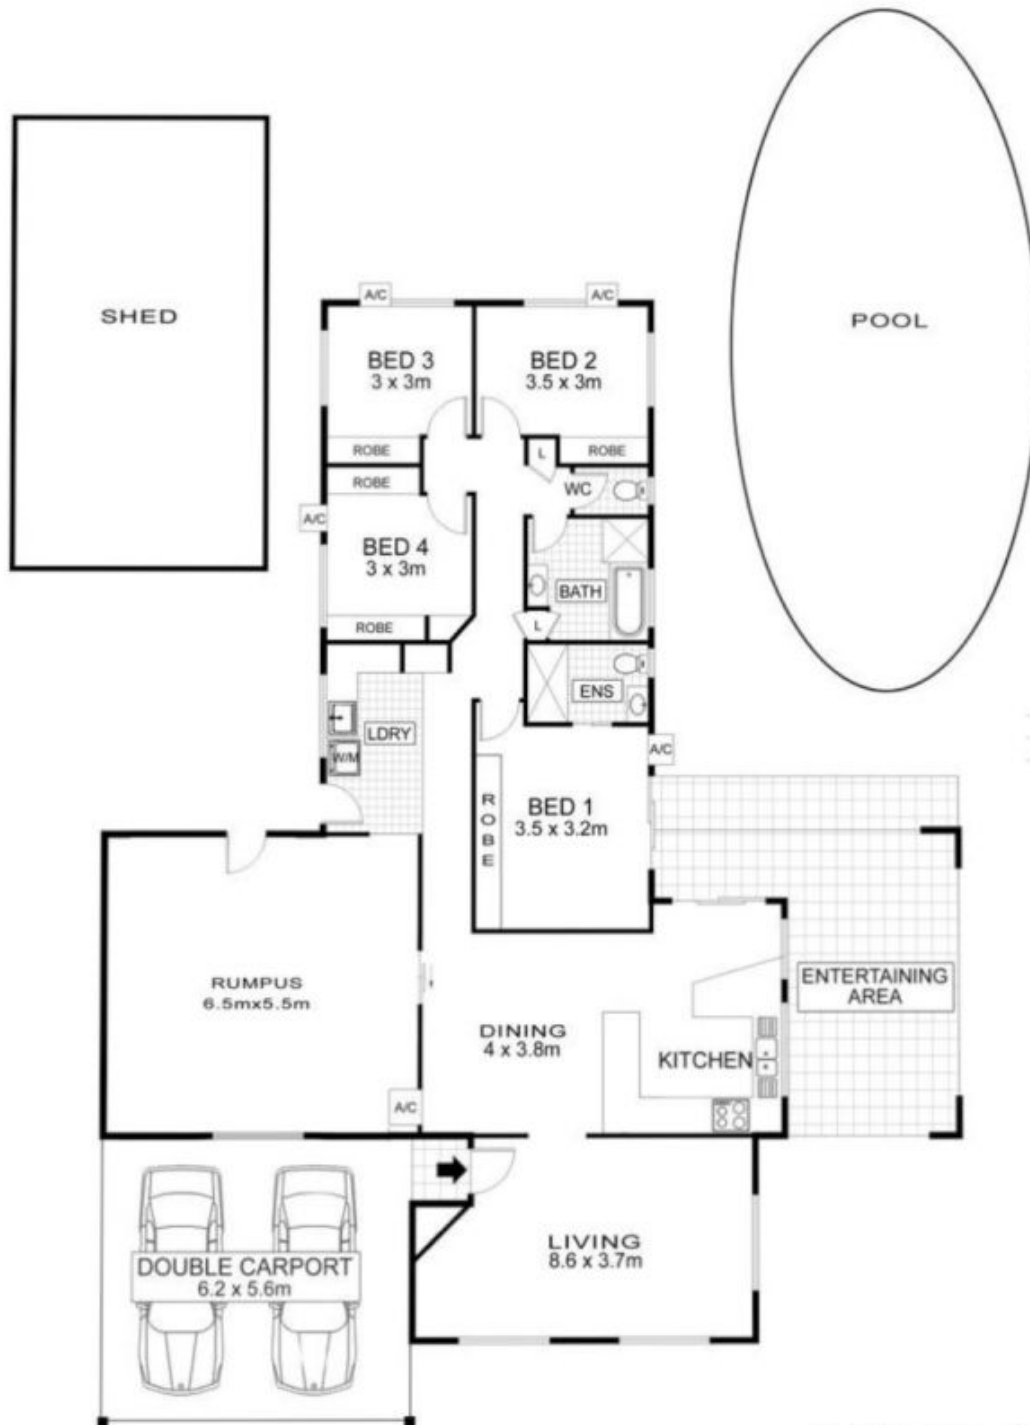 SHED
POOL
A/C
A/C
BED 3
3 x 3m
BED 2
3.5 x 3m
ROBE
L
ROBE
ROBE
WC
A/C
BED 4
3 x 3m
BATH
ROBE
L
ENS
LDRY
W/M
A/C
ROBE
BED 1
3.5 x 3.2m
RUMPUS
6.5mx5.5m
ENTERTAINING
AREA
DINING
4 x 3.8m
KITCHEN
A/C
LIVING
8.6 x 3.7m
DOUBLE CARPORT
6.2 x 5.6m